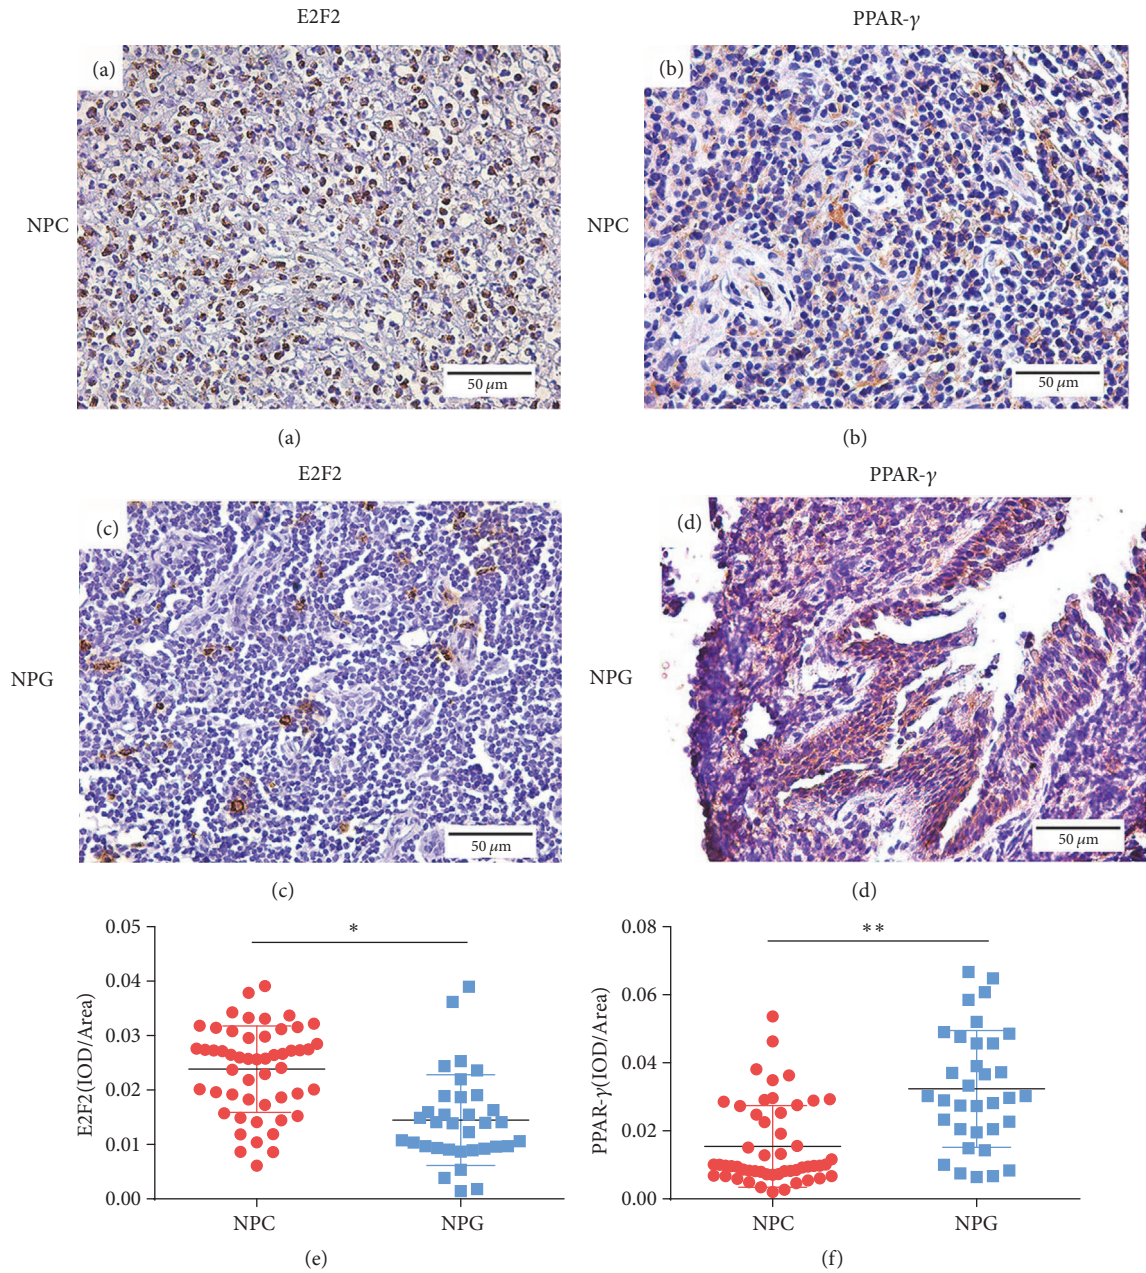 E2F2 PPAR-γ
(a) (b)
NPC NPC
50 μm 50 μm
(a) (b)
E2F2 PPAR-γ
(c) (d)
NPG NPG
50 μm 50 μm
(c) (d)
0.05 0.08
* **
0.04 0.06
0.03
E2F2(IOD/Area) PPAR-γ(IOD/Area)
0.04
0.02
0.02
0.01
0.00 0.00
NPC NPG NPC NPG
(e) (f)